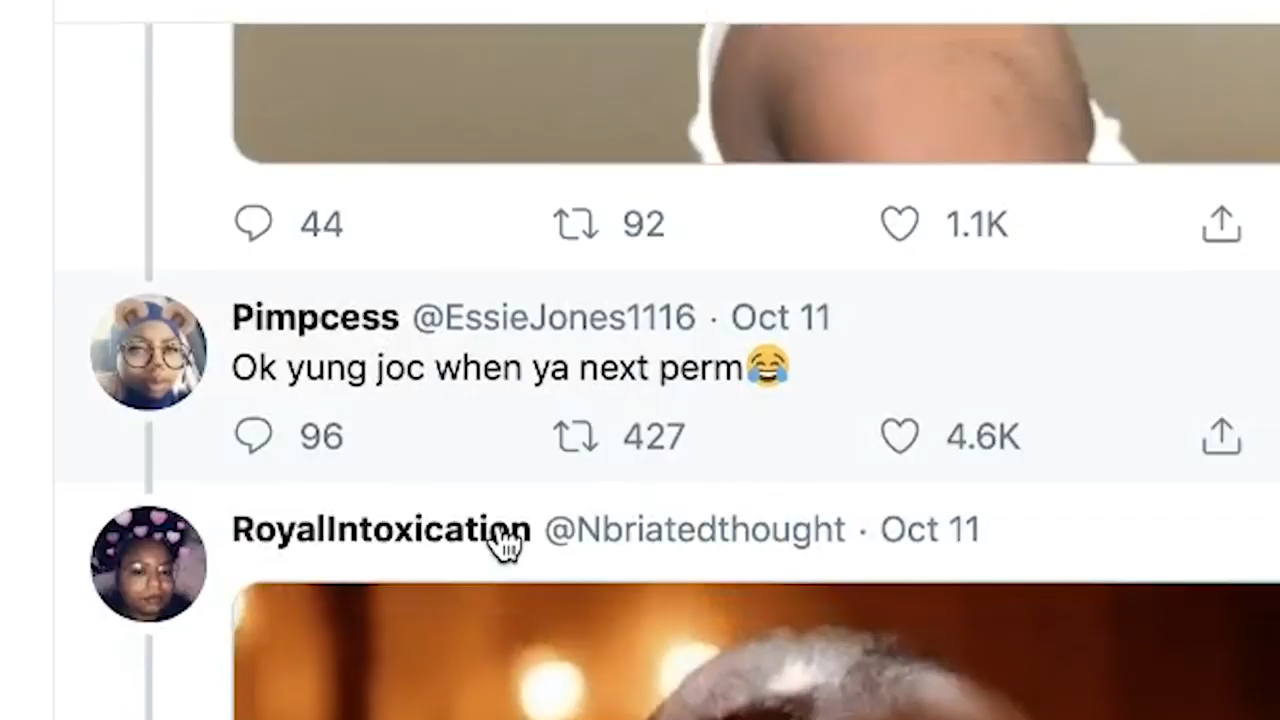 44 92 1.1K
Pimpcess @EssieJones1116 · Oct 11
Ok yung joc when ya next perm😂
96 427 4.6K
RoyalIntoxication @Nbriatedthought · Oct 11